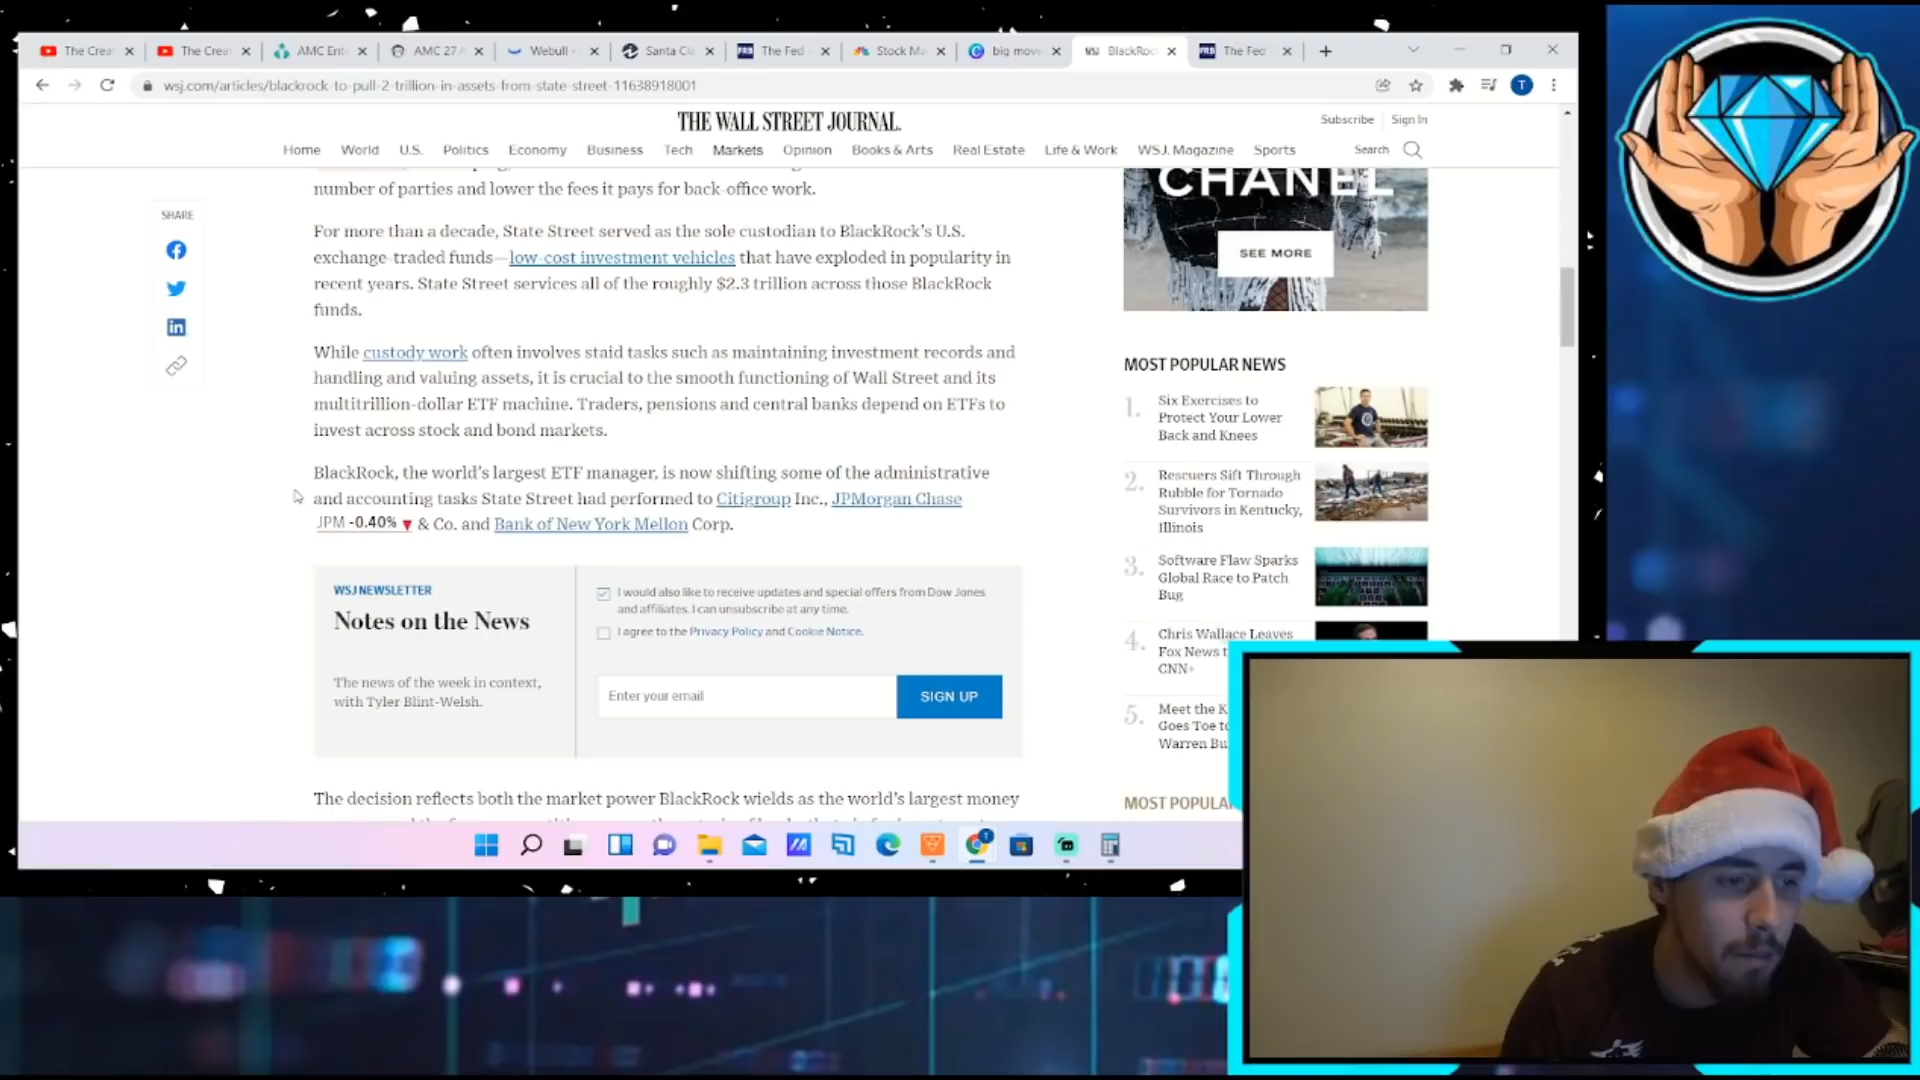 The Creat
The Creat
AMC Ent
AMC 27
Webull -
Santa Cla
FRB
The Fed
Stock Ma
big move
WSJ
BlackRoc
FRB
The Fed
wsj.com/articles/blackrock-to-pull-2-trillion-in-assets-from-state-street-11638918001
T
THE WALL STREET JOURNAL.
Subscribe
Sign In
Home
World
U.S.
Politics
Economy
Business
Tech
Markets
Opinion
Books & Arts
Real Estate
Life & Work
WSJ. Magazine
Sports
Search
SHARE
number of parties and lower the fees it pays for back-office work.
For more than a decade, State Street served as the sole custodian to BlackRock's U.S.
exchange-traded funds—low-cost investment vehicles that have exploded in popularity in
recent years. State Street services all of the roughly $2.3 trillion across those BlackRock
funds.
While custody work often involves staid tasks such as maintaining investment records and
handling and valuing assets, it is crucial to the smooth functioning of Wall Street and its
multitrillion-dollar ETF machine. Traders, pensions and central banks depend on ETFs to
invest across stock and bond markets.
BlackRock, the world's largest ETF manager, is now shifting some of the administrative
and accounting tasks State Street had performed to Citigroup Inc., JPMorgan Chase
JPM -0.40% ▼ & Co. and Bank of New York Mellon Corp.
WSJ NEWSLETTER
Notes on the News
The news of the week in context,
with Tyler Blint-Welsh.
I would also like to receive updates and special offers from Dow Jones
and affiliates. I can unsubscribe at any time.
I agree to the Privacy Policy and Cookie Notice.
Enter your email
SIGN UP
The decision reflects both the market power BlackRock wields as the world's largest money
CHANEL
SEE MORE
MOST POPULAR NEWS
1.
Six Exercises to
Protect Your Lower
Back and Knees
2.
Rescuers Sift Through
Rubble for Tornado
Survivors in Kentucky,
Illinois
3.
Software Flaw Sparks
Global Race to Patch
Bug
4.
Chris Wallace Leaves
Fox News t
CNN+
5.
Meet the K
Goes Toe to
Warren Bu
MOST POPULA
T